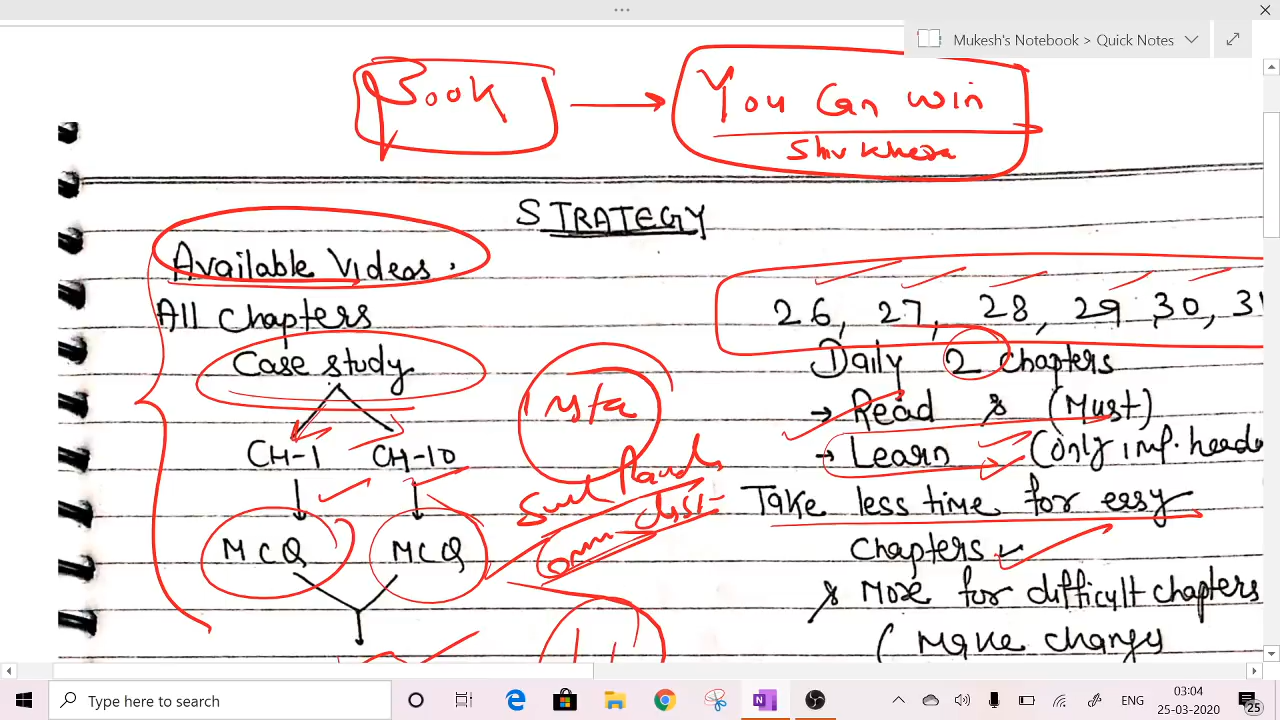 Mukesh's Notebook > Quick Notes
Book → You Can win
Shiv Khera
STRATEGY
Available Videos.
All Chapters
Case study
CH-1 CH-10
MCQ MCQ
Insta
26, 27, 28, 29, 30, 31
Daily 2 chapters
→ Read & (Must)
→ Learn (Only imp. heade
Take less time for easy
Chapters
& More for difficult chapters
( Make changes
Type here to search
ENG
03:04
25-03-2020
25